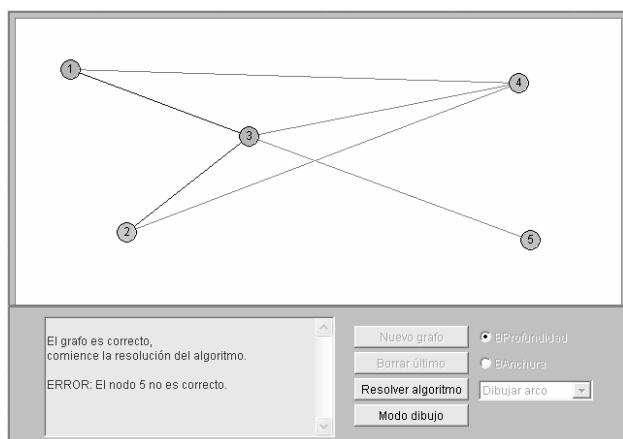 1
4
3
2
5
El grafo es correcto,
comience la resolución del algoritmo.
ERROR: El nodo 5 no es correcto.
Nuevo grafo
BProfundidad
Borrar último
BAnchura
Resolver algoritmo
Dibujar arco
Modo dibujo